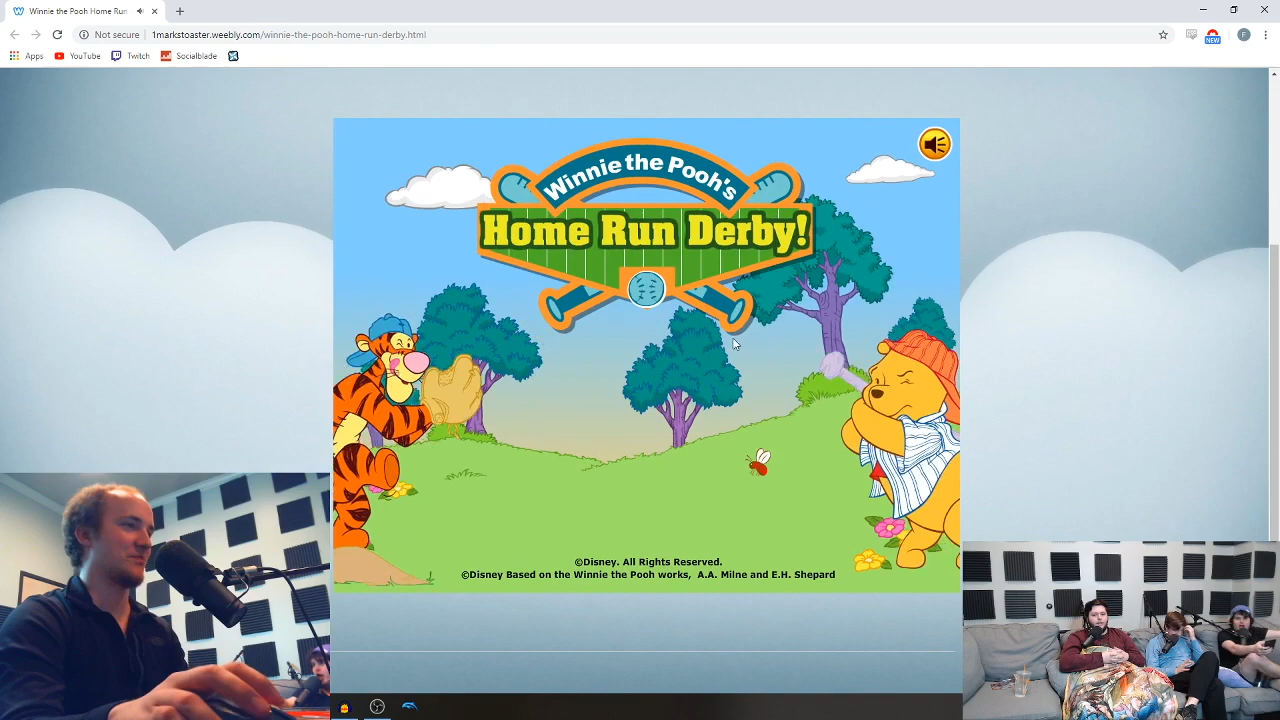 Winnie the Pooh Home Run
Not secure
1markstoaster.weebly.com/winnie-the-pooh-home-run-derby.html
NEW
F
Apps
YouTube
Twitch
Socialblade
Winnie the Pooh's
Home Run Derby!
©Disney. All Rights Reserved.
©Disney Based on the Winnie the Pooh works, A.A. Milne and E.H. Shepard